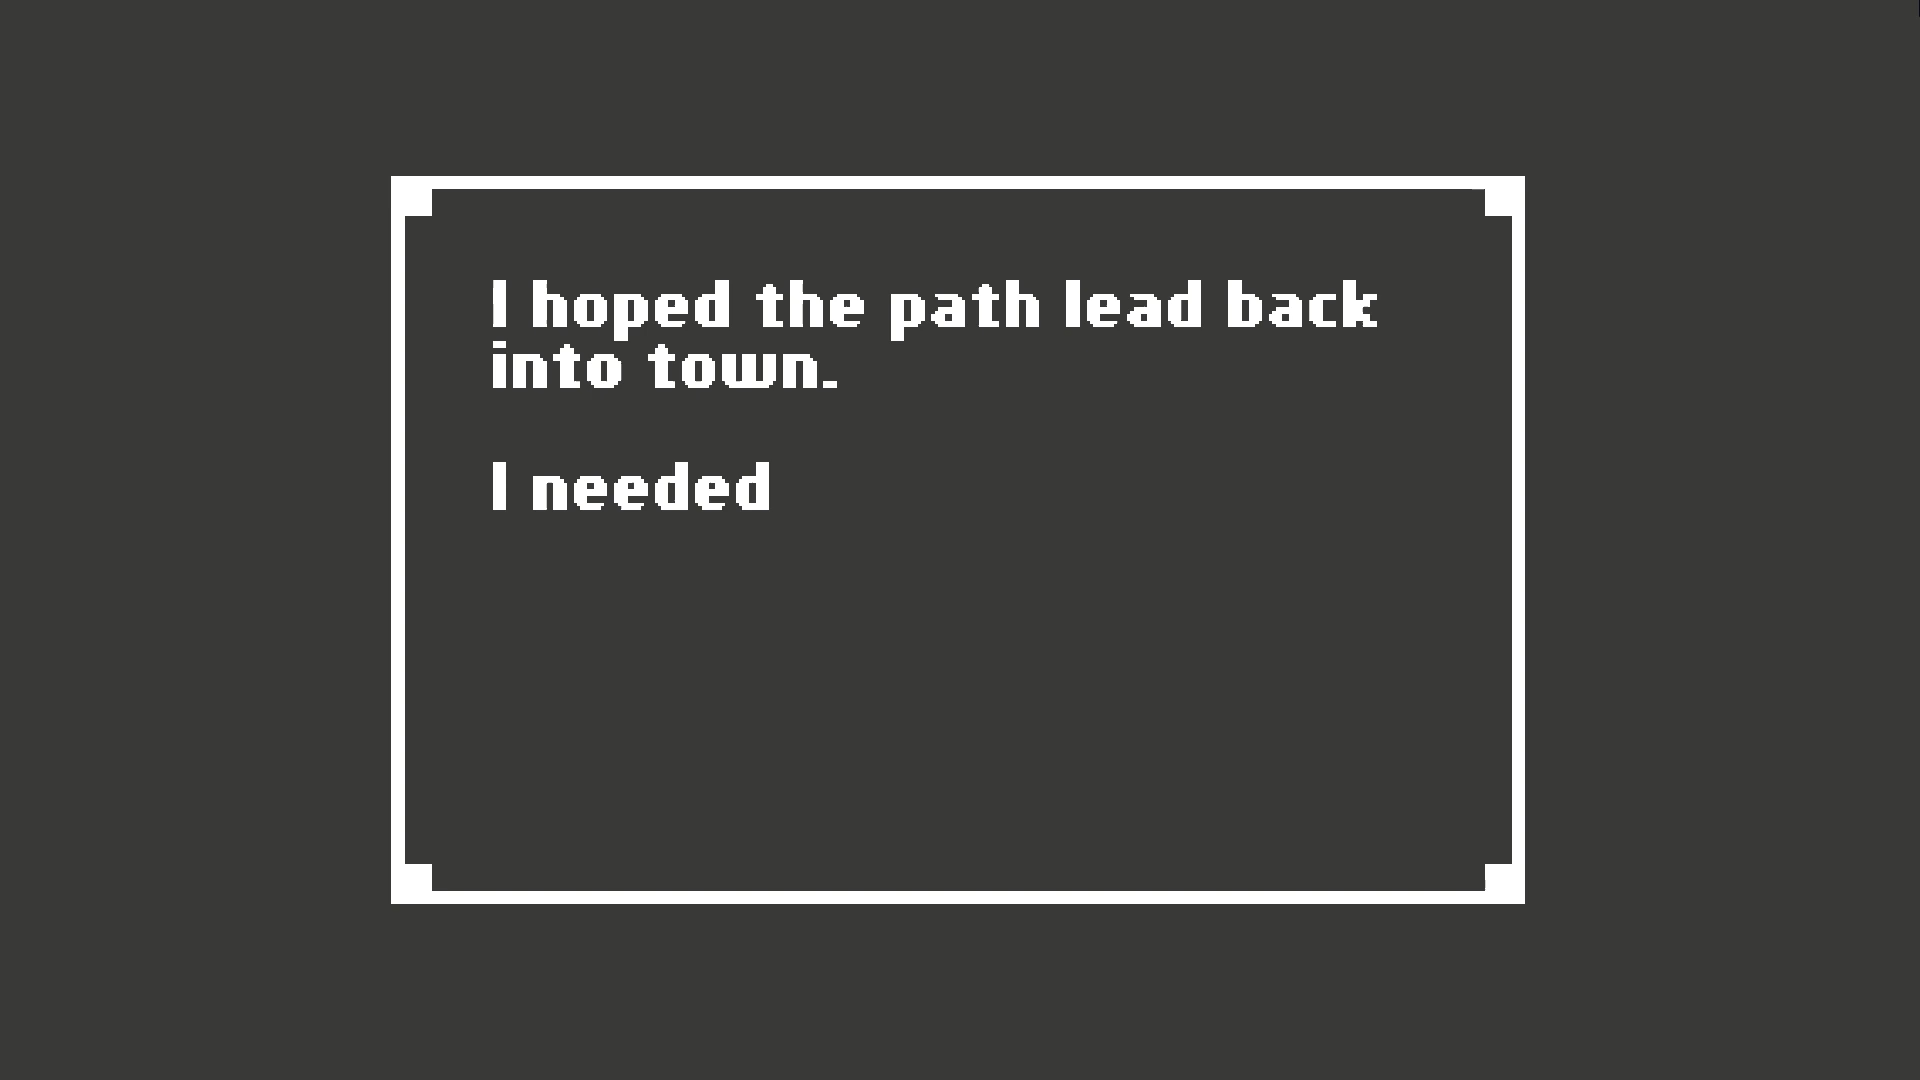 I hoped the path lead back
into town.
I needed